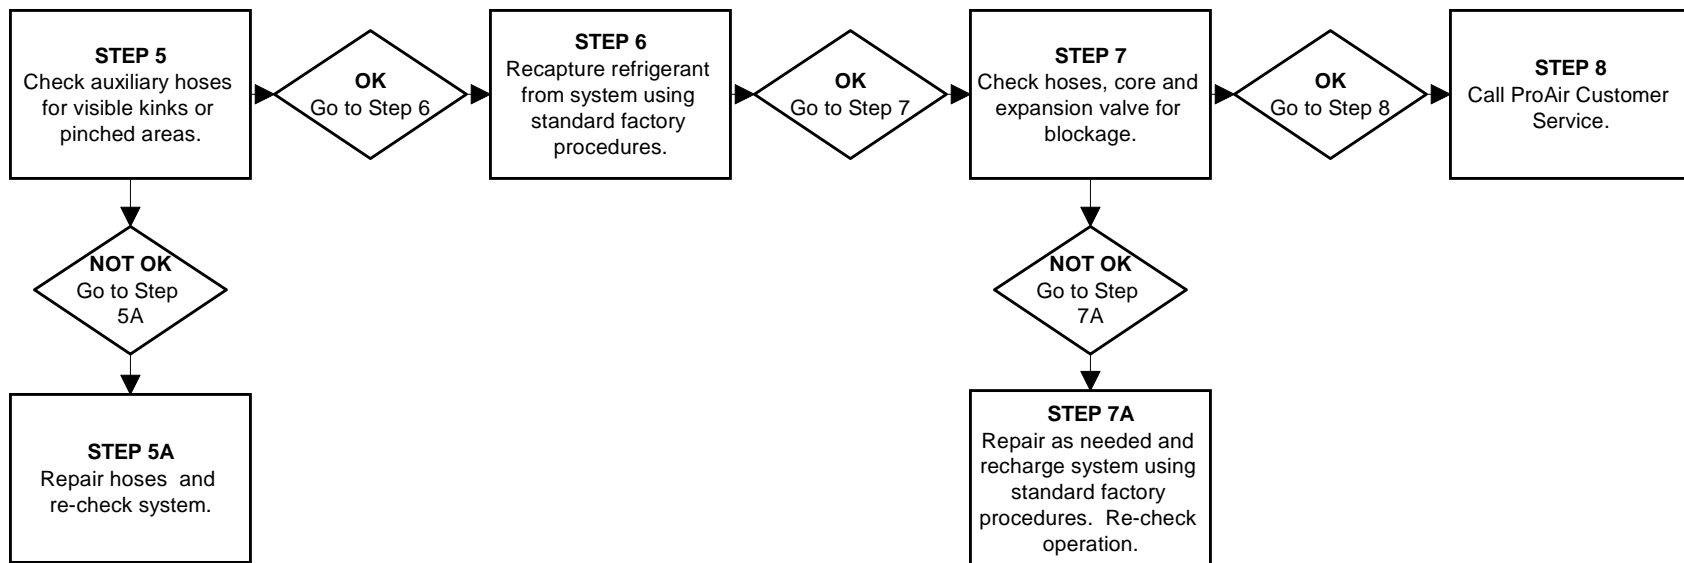 STEP 5
Check auxiliary hoses
for visible kinks or
pinched areas.
OK
Go to Step 6
STEP 6
Recapture refrigerant
from system using
standard factory
procedures.
OK
Go to Step 7
STEP 7
Check hoses, core and
expansion valve for
blockage.
OK
Go to Step 8
STEP 8
Call ProAir Customer
Service.
NOT OK
Go to Step
5A
NOT OK
Go to Step
7A
STEP 5A
Repair hoses and
re-check system.
STEP 7A
Repair as needed and
recharge system using
standard factory
procedures. Re-check
operation.